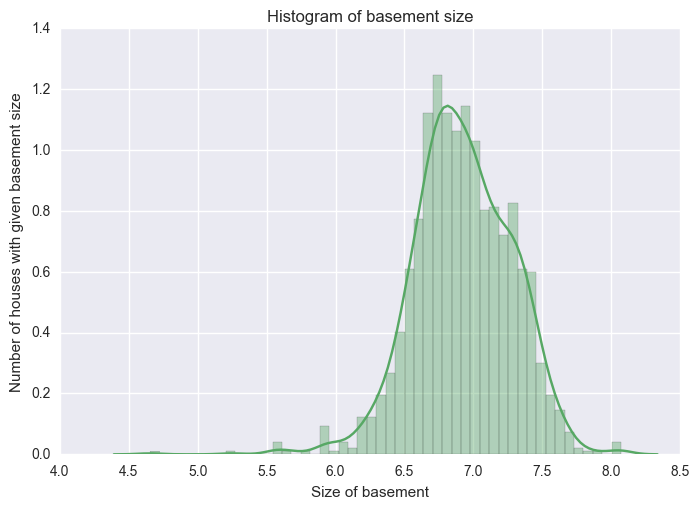 Histogram of basement size
1.4
1.2
1.0
0.8
0.6
0.4
0.2
0.0
Number of houses with given basement size
4.0 4.5 5.0 5.5 6.0 6.5 7.0 7.5 8.0 8.5
Size of basement